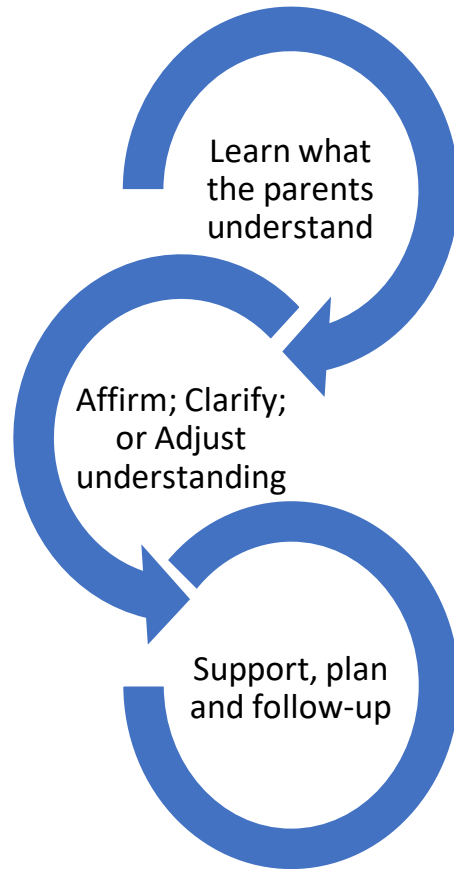 Learn what
the parents
understand
Affirm; Clarify;
or Adjust
understanding
Support, plan
and follow-up